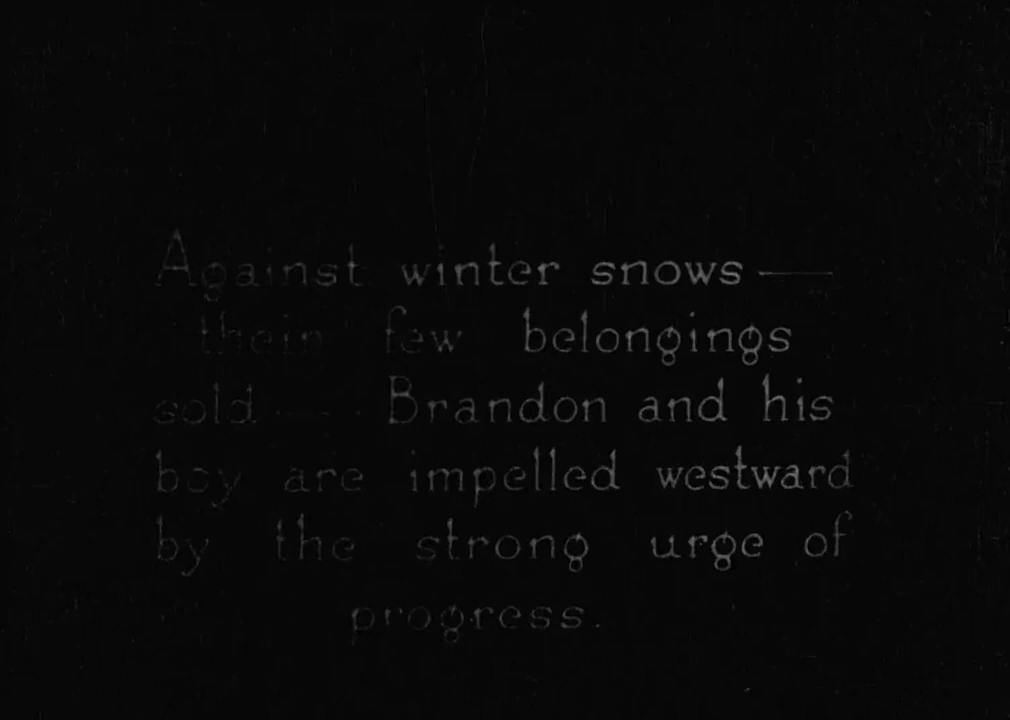 Against winter snows —
their few belongings
sold — Brandon and his
boy are impelled westward
by the strong urge of
progress.